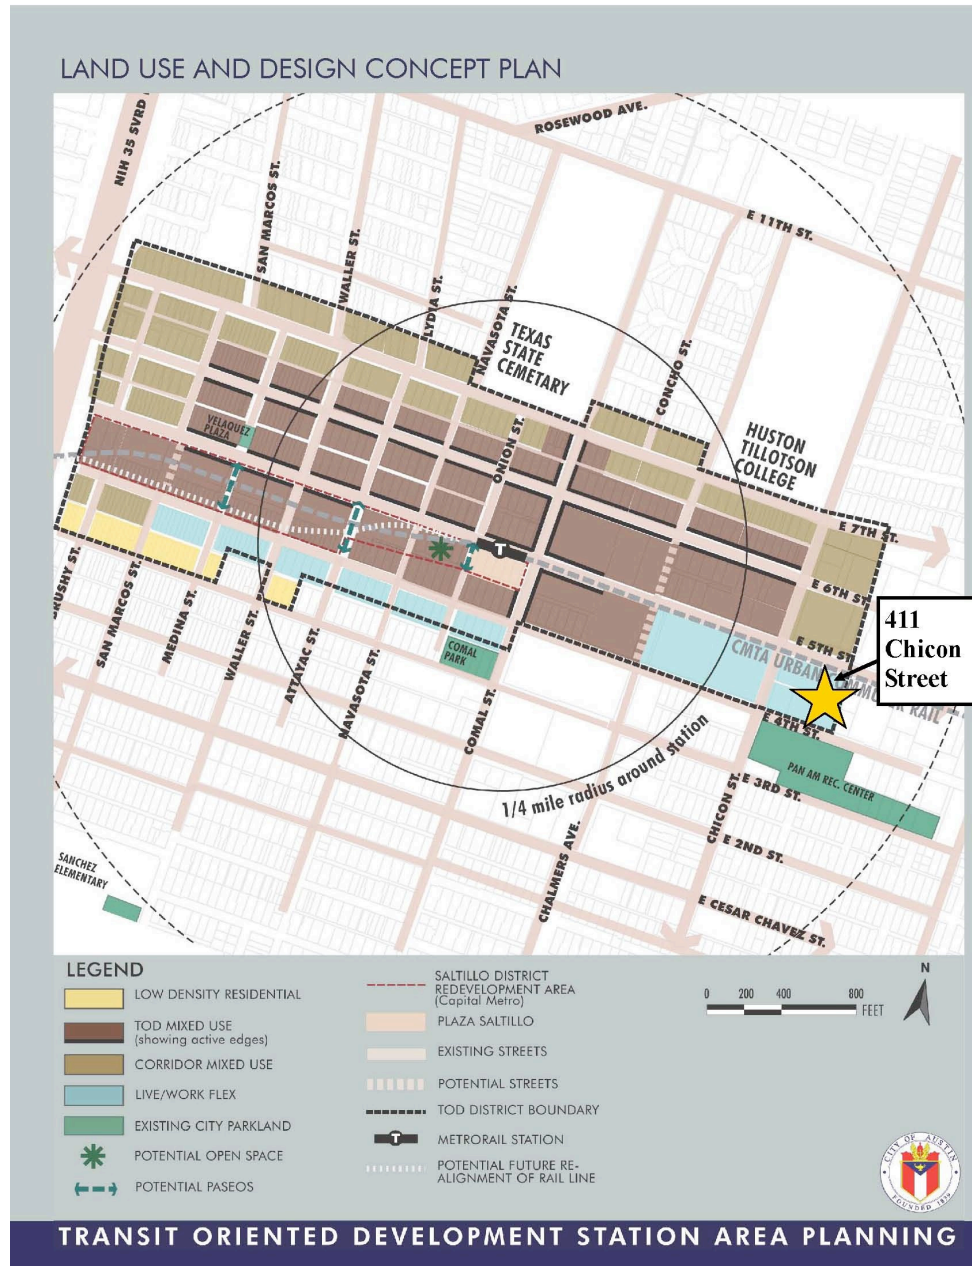 LAND USE AND DESIGN CONCEPT PLAN
NIH 35 SVRD
ROSEWOOD AVE.
SAN MARCOS ST.
WALLER ST.
LYDIA ST.
NAVASOTA ST.
E 11TH ST.
TEXAS
STATE
CEMETARY
CONCHO ST.
HUSTON
TILLOTSON
COLLEGE
VELAQUEZ
PLAZA
ONION ST.
E 7TH ST.
T
E 6TH ST.
E 5TH ST.
411
Chicon
Street
CMTA URBAN
RAIL
BRUSHY ST.
SAN MARCOS ST.
MEDINA ST.
WALLER ST.
ATTAYAC ST.
NAVASOTA ST.
COMAL
PARK
COMAL ST.
E 4TH ST.
PAN AM REC. CENTER
1/4 mile radius around station
CHICON ST.
E 3RD ST.
E 2ND ST.
CHALMERS AVE.
E CESAR CHAVEZ ST.
SANCHEZ
ELEMENTARY
LEGEND
LOW DENSITY RESIDENTIAL
TOD MIXED USE
(showing active edges)
CORRIDOR MIXED USE
LIVE/WORK FLEX
EXISTING CITY PARKLAND
POTENTIAL OPEN SPACE
POTENTIAL PASEOS
SALTILLO DISTRICT
REDEVELOPMENT AREA
(Capital Metro)
PLAZA SALTILLO
EXISTING STREETS
POTENTIAL STREETS
TOD DISTRICT BOUNDARY
T
METRORAIL STATION
POTENTIAL FUTURE RE-
ALIGNMENT OF RAIL LINE
0 200 400 800
FEET
N
CITY OF AUSTIN
FOUNDED 1839
TRANSIT ORIENTED DEVELOPMENT STATION AREA PLANNING